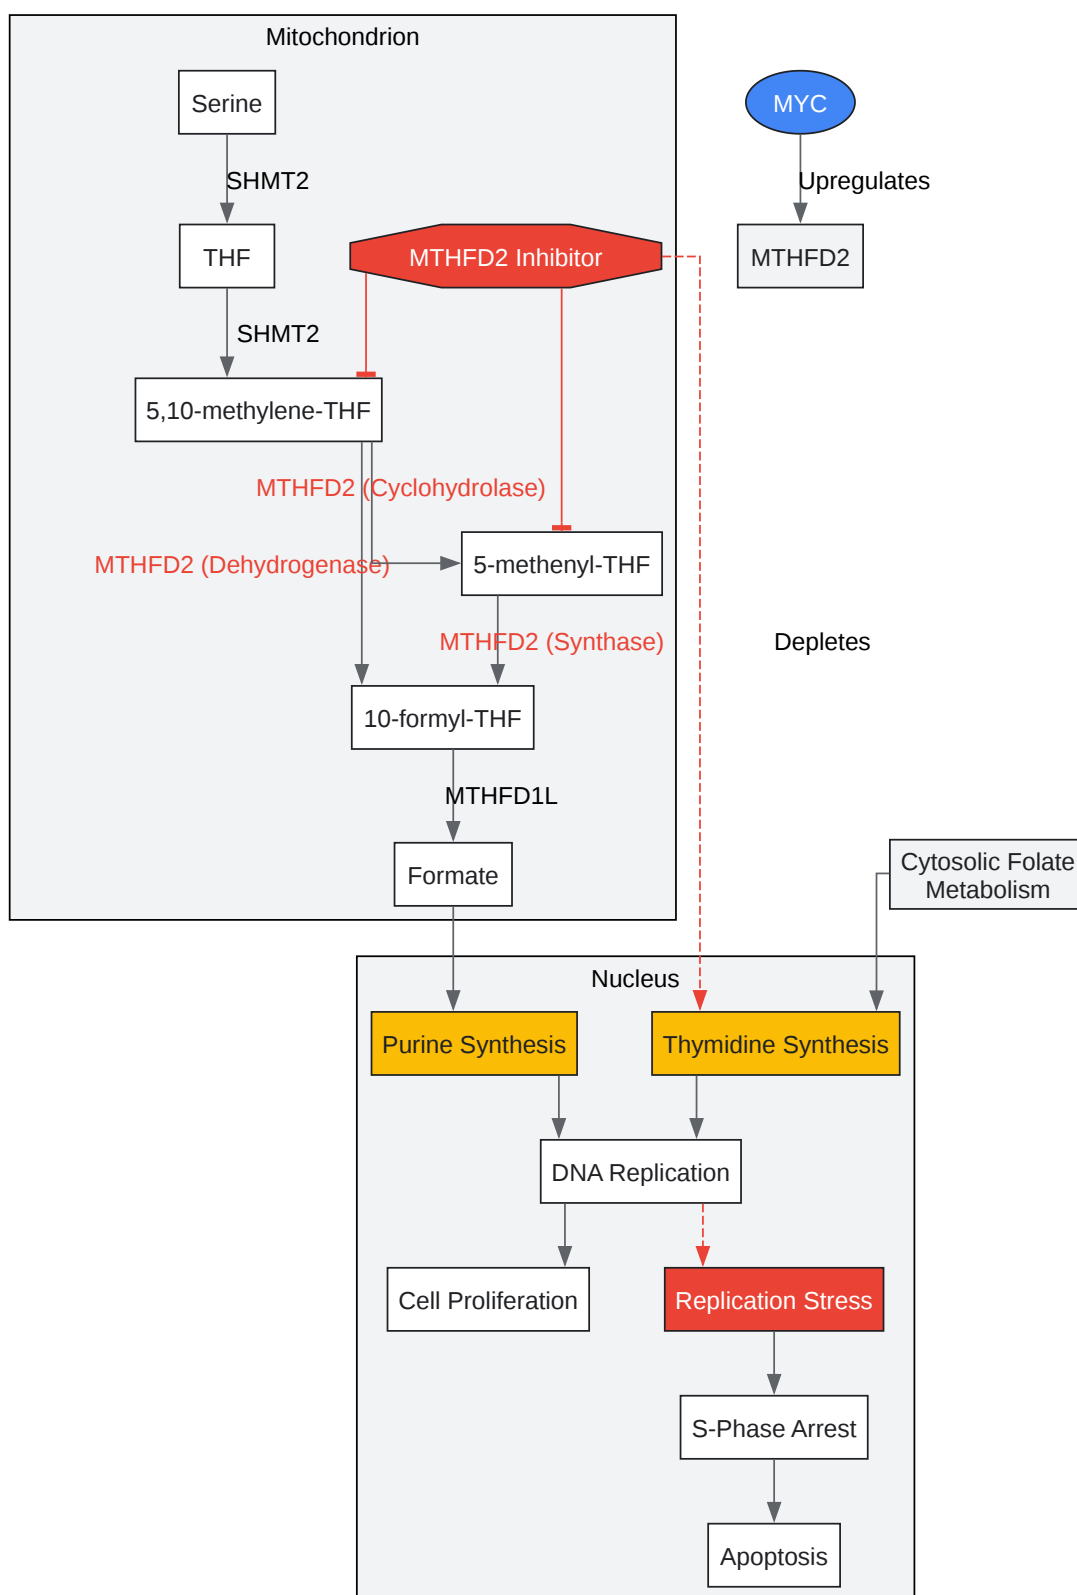 Mitochondrion
Serine
MYC
SHMT2
Upregulates
THF
MTHFD2 Inhibitor
MTHFD2
SHMT2
5,10-methylene-THF
MTHFD2 (Cyclohydrolase)
MTHFD2 (Dehydrogenase)
5-methenyl-THF
MTHFD2 (Synthase)
Depletes
10-formyl-THF
MTHFD1L
Cytosolic Folate
Metabolism
Formate
Nucleus
Purine Synthesis
Thymidine Synthesis
DNA Replication
Cell Proliferation
Replication Stress
S-Phase Arrest
Apoptosis